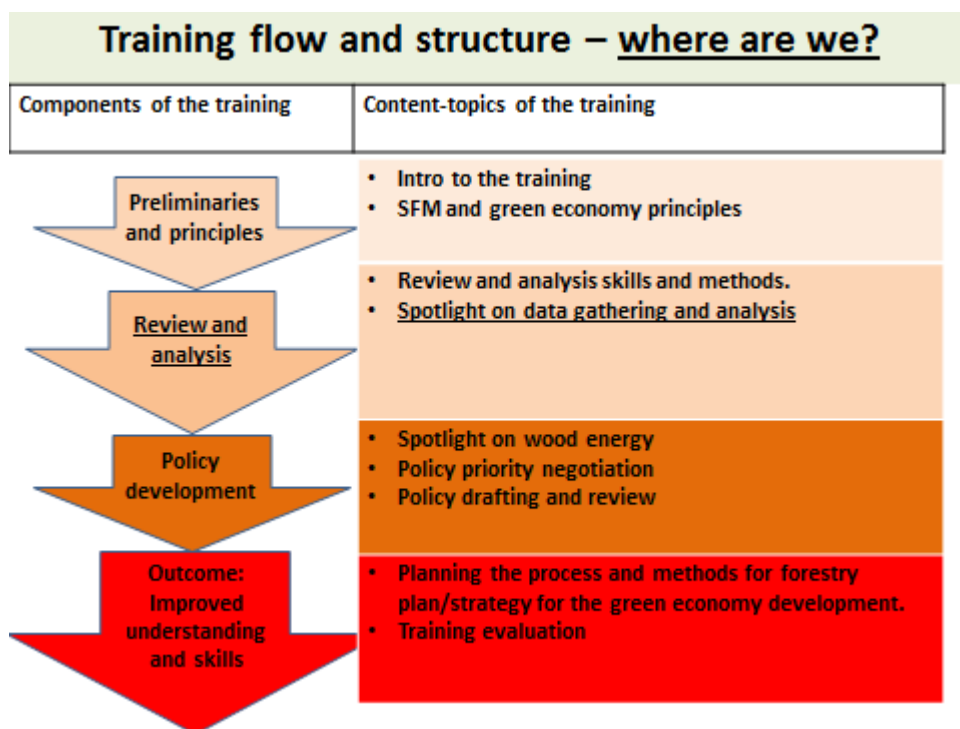 Training flow and structure – where are we?
Components of the training
Content-topics of the training
Preliminaries
and principles
• Intro to the training
• SFM and green economy principles
Review and
analysis
• Review and analysis skills and methods.
• Spotlight on data gathering and analysis
Policy
development
• Spotlight on wood energy
• Policy priority negotiation
• Policy drafting and review
Outcome:
Improved
understanding
and skills
• Planning the process and methods for forestry
plan/strategy for the green economy development.
• Training evaluation